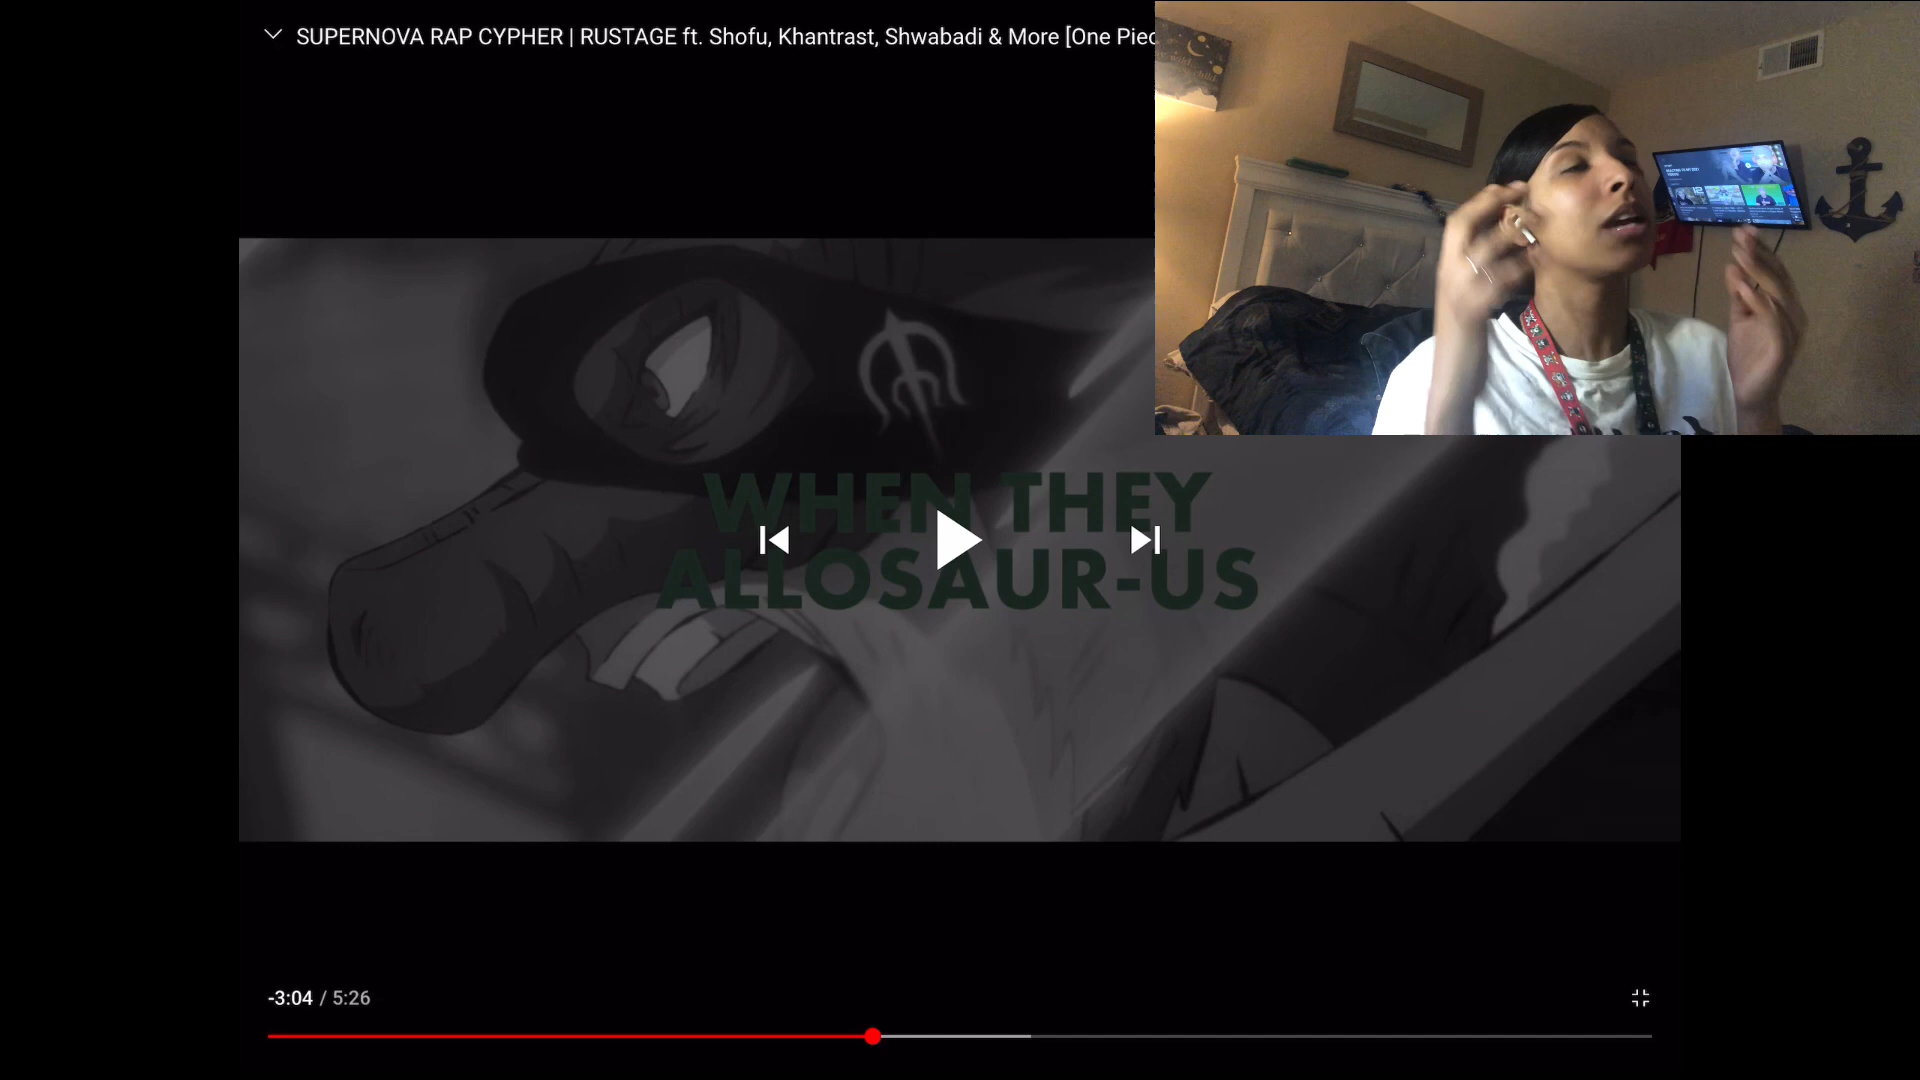 SUPERNOVA RAP CYPHER | RUSTAGE ft. Shofu, Khantrast, Shwabadi & More [One Piec
WHEN THEY
ALLOSAUR-US
-3:04 / 5:26